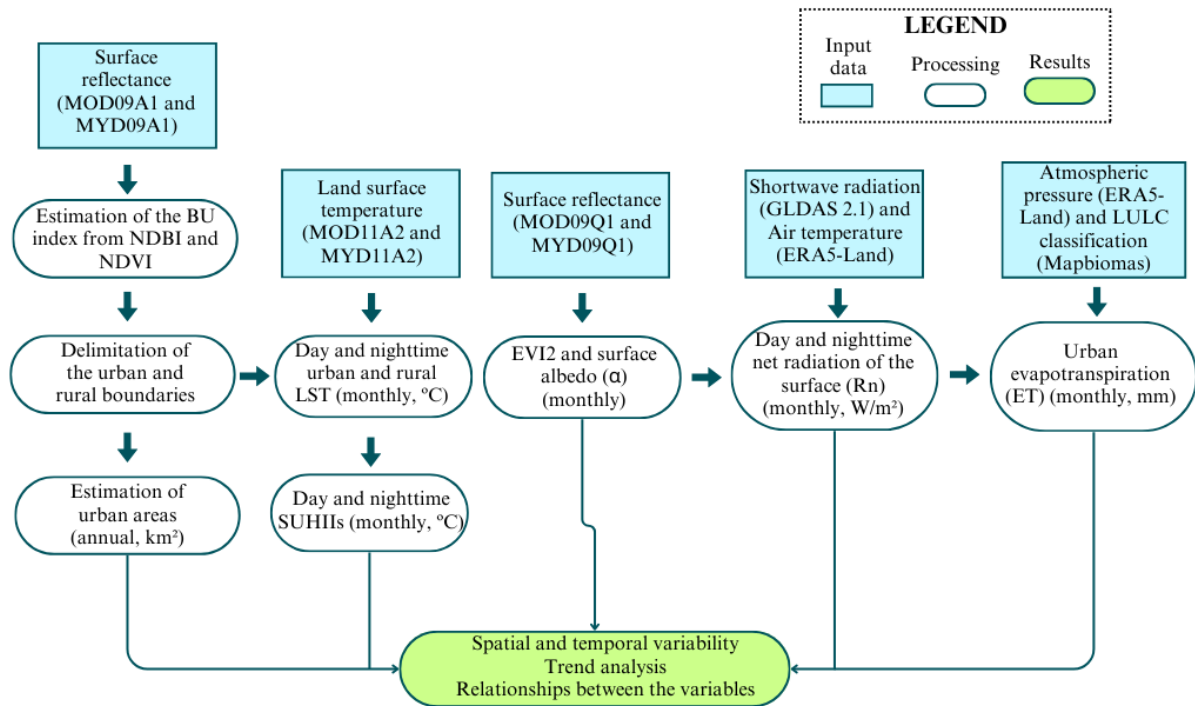 LEGEND
Input
data
Processing
Results
Surface
reflectance
(MOD09A1 and
MYD09A1)
Estimation of the BU
index from NDBI and
NDVI
Delimitation of
the urban and
rural boundaries
Estimation of
urban areas
(annual, km²)
Land surface
temperature
(MOD11A2 and
MYD11A2)
Day and nighttime
urban and rural
LST (monthly, ºC)
Day and nighttime
SUHIIs (monthly, ºC)
Surface reflectance
(MOD09Q1 and
MYD09Q1)
EVI2 and surface
albedo (α)
(monthly)
Shortwave radiation
(GLDAS 2.1) and
Air temperature
(ERA5-Land)
Day and nighttime
net radiation of the
surface (Rn)
(monthly, W/m²)
Atmospheric
pressure (ERA5-
Land) and LULC
classification
(Mapbiomas)
Urban
evapotranspiration
(ET) (monthly, mm)
Spatial and temporal variability
Trend analysis
Relationships between the variables